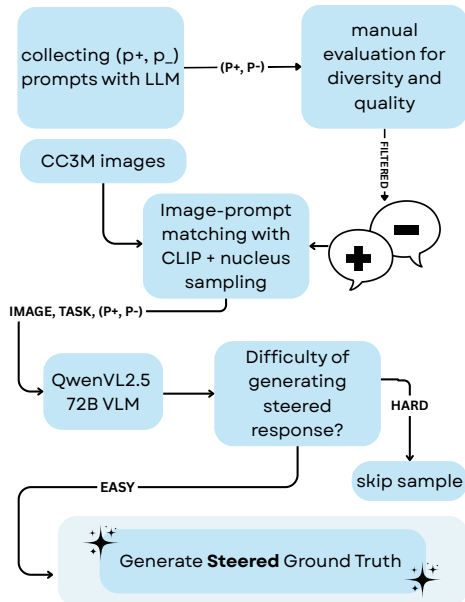 collecting (p+, p_)
prompts with LLM
(P+, P-)
manual
evaluation for
diversity and
quality
FILTERED
CC3M images
Image-prompt
matching with
CLIP + nucleus
sampling
IMAGE, TASK, (P+, P-)
QwenVL2.5
72B VLM
Difficulty of
generating
steered
response?
HARD
skip sample
EASY
Generate Steered Ground Truth